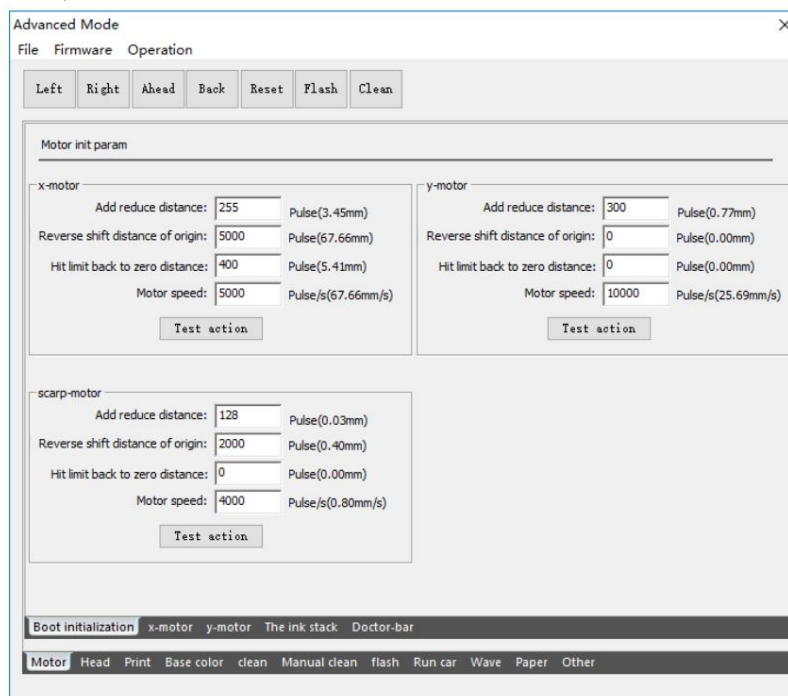 Advanced Mode
File Firmware Operation
Left Right Ahead Back Reset Flash Clean
Motor init param
x-motor
Add reduce distance: 255 Pulse(3.45mm)
Reverse shift distance of origin: 5000 Pulse(67.66mm)
Hit limit back to zero distance: 400 Pulse(5.41mm)
Motor speed: 5000 Pulse/s(67.66mm/s)
Test action
y-motor
Add reduce distance: 300 Pulse(0.77mm)
Reverse shift distance of origin: 0 Pulse(0.00mm)
Hit limit back to zero distance: 0 Pulse(0.00mm)
Motor speed: 10000 Pulse/s(25.69mm/s)
Test action
scarp-motor
Add reduce distance: 128 Pulse(0.03mm)
Reverse shift distance of origin: 2000 Pulse(0.40mm)
Hit limit back to zero distance: 0 Pulse(0.00mm)
Motor speed: 4000 Pulse/s(0.80mm/s)
Test action
Boot initialization x-motor y-motor The ink stack Doctor-bar
Motor Head Print Base color clean Manual clean flash Run car Wave Paper Other